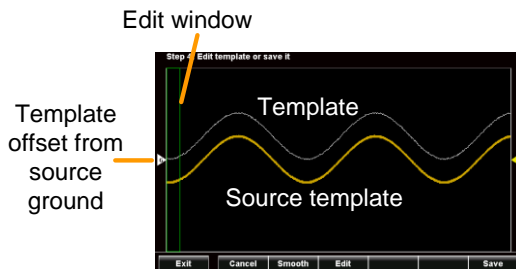 Edit window
Step 4: Edit template or save it
Template
offset from
source
ground
Template
Source template
Exit Cancel Smooth Edit Save